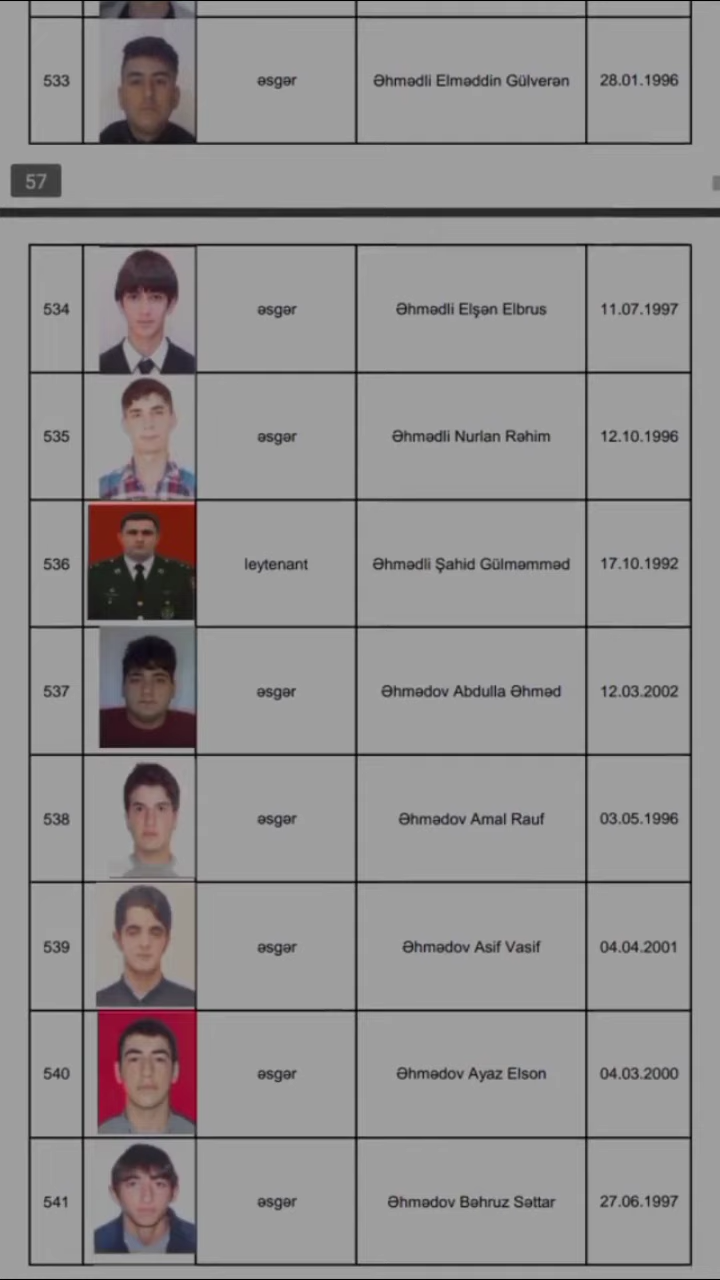 533 əsgər Əhmədli Elməddin Gülverən 28.01.1996
57
534 əsgər Əhmədli Elşən Elbrus 11.07.1997
535 əsgər Əhmədli Nurlan Rəhim 12.10.1996
536 leytenant Əhmədli Şahid Gülməmməd 17.10.1992
537 əsgər Əhmədov Abdulla Əhməd 12.03.2002
538 əsgər Əhmədov Amal Rauf 03.05.1996
539 əsgər Əhmədov Asif Vasif 04.04.2001
540 əsgər Əhmədov Ayaz Elson 04.03.2000
541 əsgər Əhmədov Bəhruz Səttar 27.06.1997